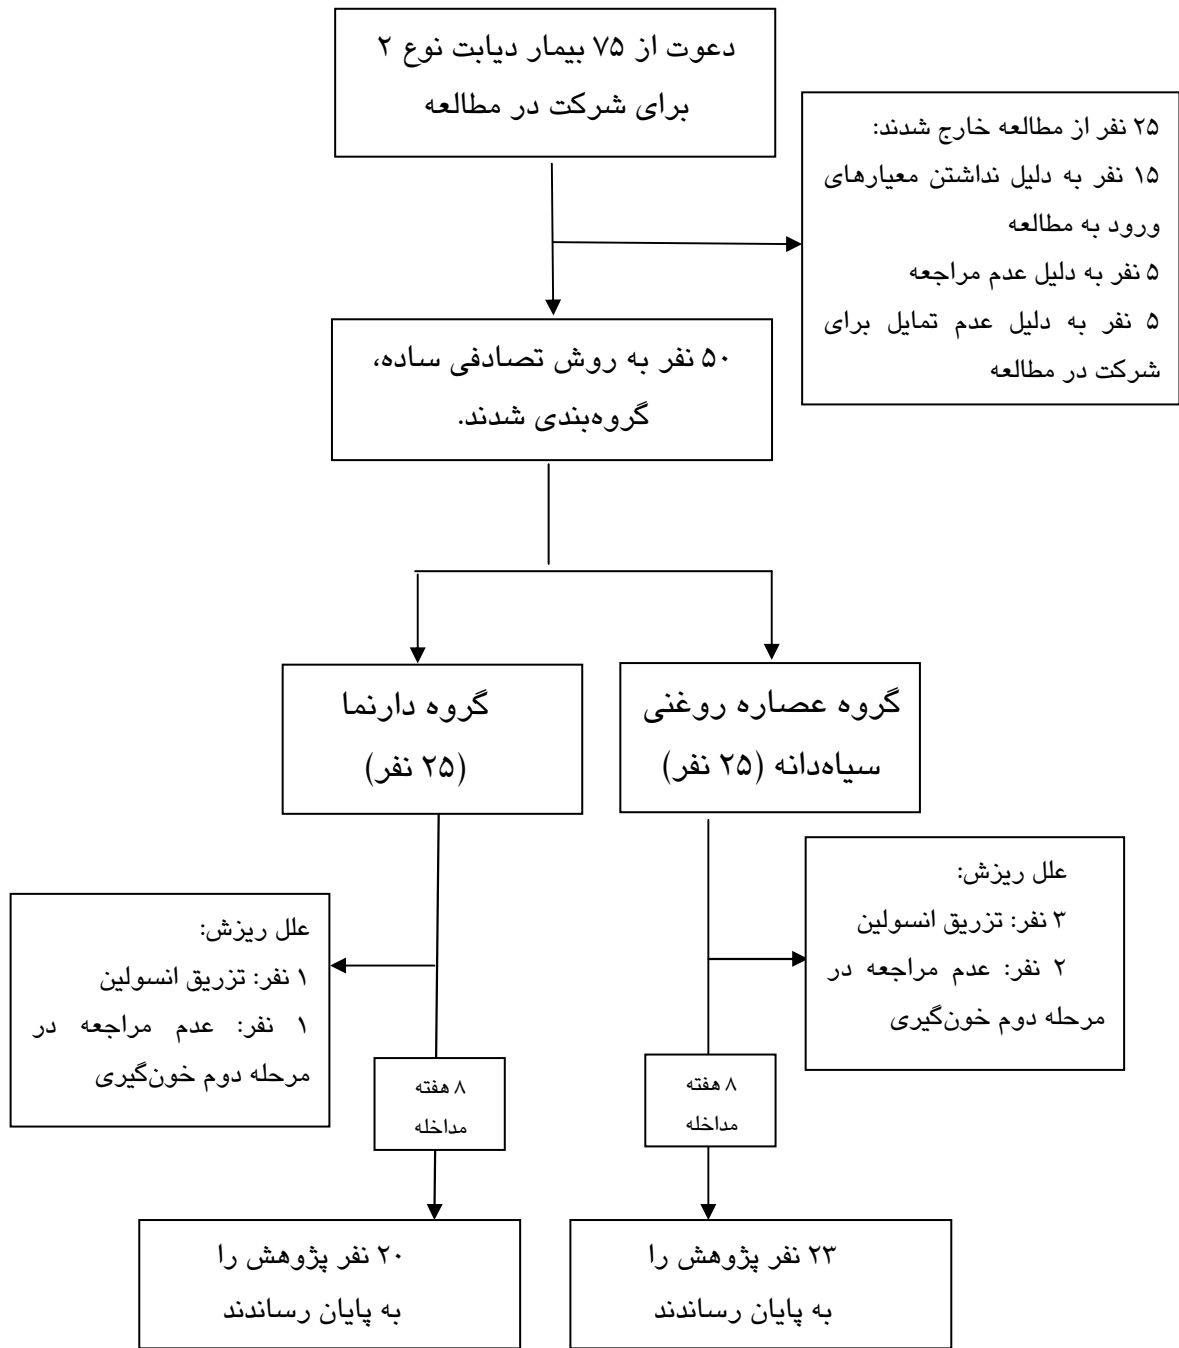 دعوت از ۷۵ بیمار دیابت نوع ۲
برای شرکت در مطالعه
۲۵ نفر از مطالعه خارج شدند:
۱۵ نفر به دلیل نداشتن معیارهای
ورود به مطالعه
۵ نفر به دلیل عدم مراجعه
۵ نفر به دلیل عدم تمایل برای
شرکت در مطالعه
۵۰ نفر به روش تصادفی ساده،
گروه‌بندی شدند.
گروه عصاره روغنی
سیاه‌دانه (۲۵ نفر)
گروه دارنما
(۲۵ نفر)
علل ریزش:
۳ نفر: تزریق انسولین
۲ نفر: عدم مراجعه در
مرحله دوم خون‌گیری
علل ریزش:
۱ نفر: تزریق انسولین
۱ نفر: عدم مراجعه در
مرحله دوم خون‌گیری
۸ هفته
مداخله
۸ هفته
مداخله
۲۳ نفر پژوهش را
به پایان رساندند
۲۰ نفر پژوهش را
به پایان رساندند